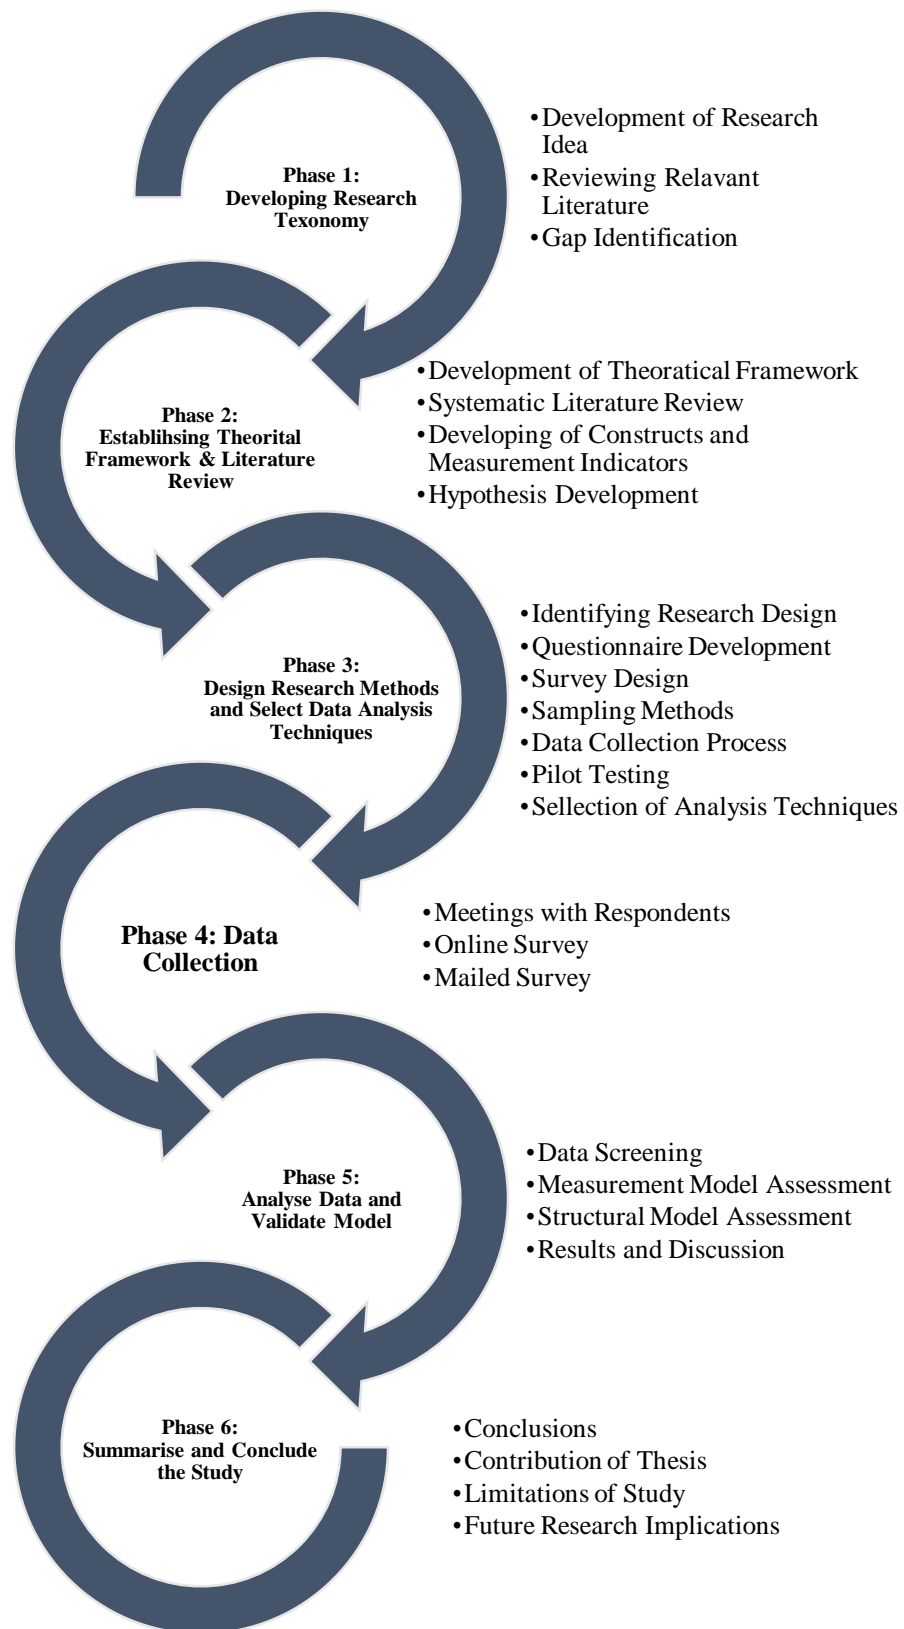 Phase 1:
Developing Research
Texonomy
•Development of Research
Idea
•Reviewing Relavant
Literature
•Gap Identification
Phase 2:
Establihsing Theorital
Framework & Literature
Review
•Development of Theoratical Framework
•Systematic Literature Review
•Developing of Constructs and
Measurement Indicators
•Hypothesis Development
Phase 3:
Design Research Methods
and Select Data Analysis
Techniques
•Identifying Research Design
•Questionnaire Development
•Survey Design
•Sampling Methods
•Data Collection Process
•Pilot Testing
•Sellection of Analysis Techniques
Phase 4: Data
Collection
•Meetings with Respondents
•Online Survey
•Mailed Survey
Phase 5:
Analyse Data and
Validate Model
•Data Screening
•Measurement Model Assessment
•Structural Model Assessment
•Results and Discussion
Phase 6:
Summarise and Conclude
the Study
•Conclusions
•Contribution of Thesis
•Limitations of Study
•Future Research Implications